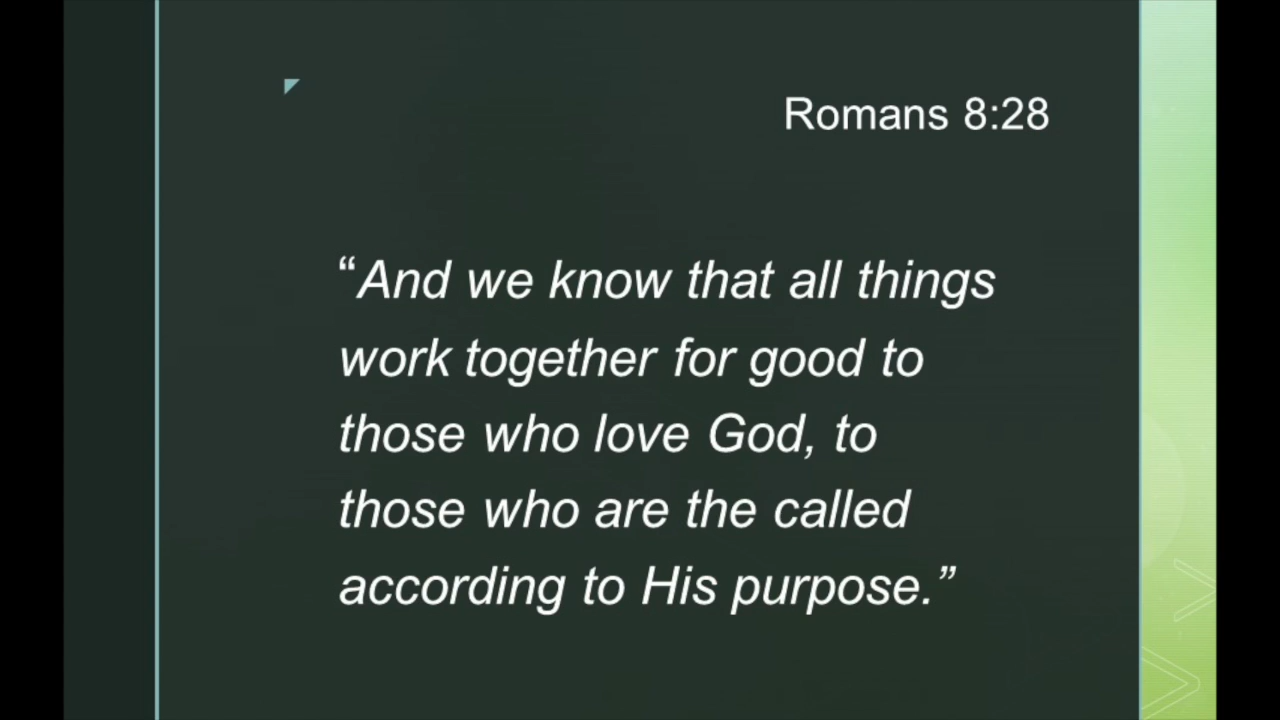 Romans 8:28
“And we know that all things
work together for good to
those who love God, to
those who are the called
according to His purpose.”